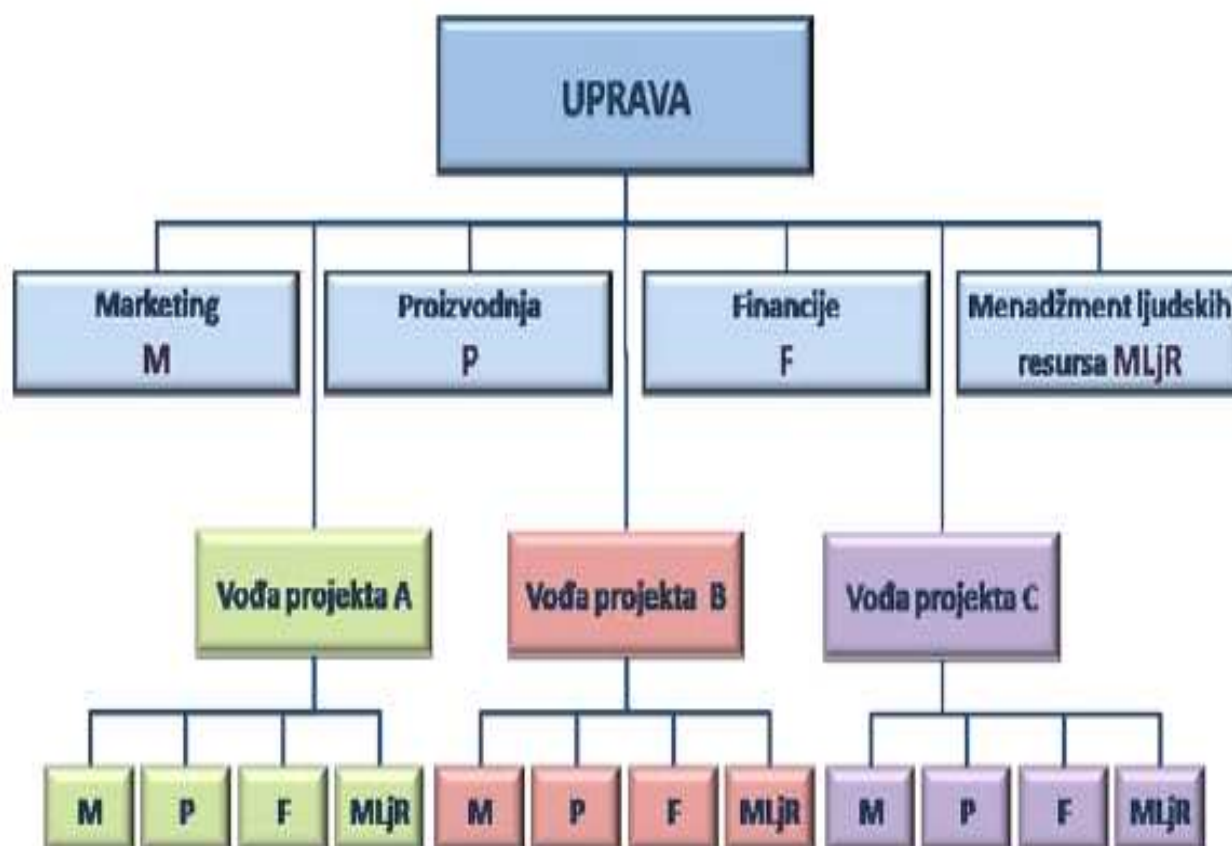 UPRAVA
Marketing
M
Proizvodnja
P
Financije
F
Menadžment ljudskih
resursa MLjR
Vođa projekta A
Vođa projekta B
Vođa projekta C
M
P
F
MLjR
M
P
F
MLjR
M
P
F
MLjR